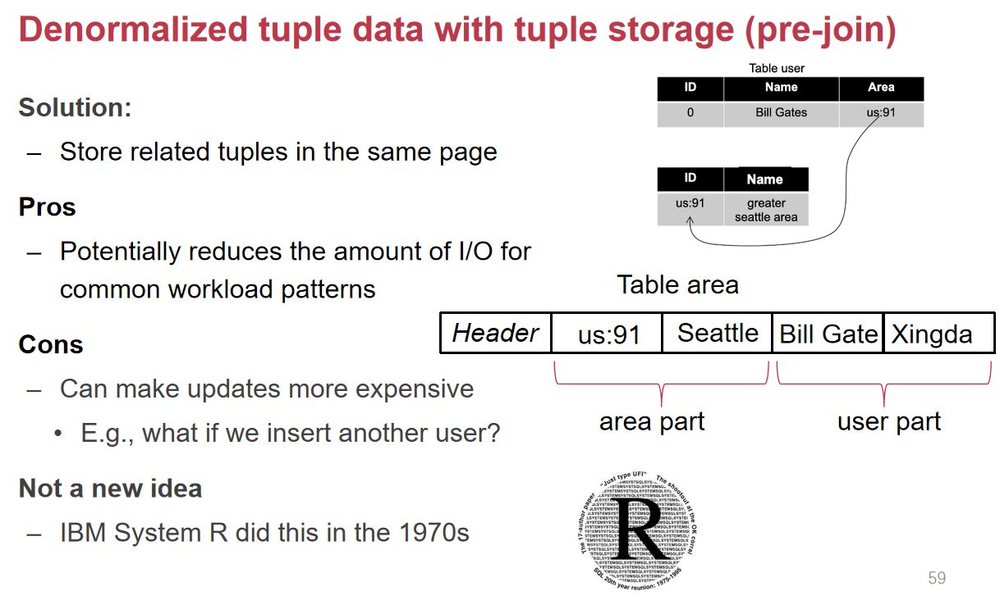 Denormalized tuple data with tuple storage (pre-join)
Solution:
– Store related tuples in the same page
Pros
– Potentially reduces the amount of I/O for
common workload patterns
Cons
– Can make updates more expensive
• E.g., what if we insert another user?
Not a new idea
– IBM System R did this in the 1970s
Table user
ID Name Area
0 Bill Gates us:91
ID Name
us:91 greater
seattle area
Table area
Header us:91 Seattle Bill Gate Xingda
area part user part
The 17-author paper
"Just type UFI"
The shootout at the OK corral
R
SQL 20th year reunion: 1975-1995
59